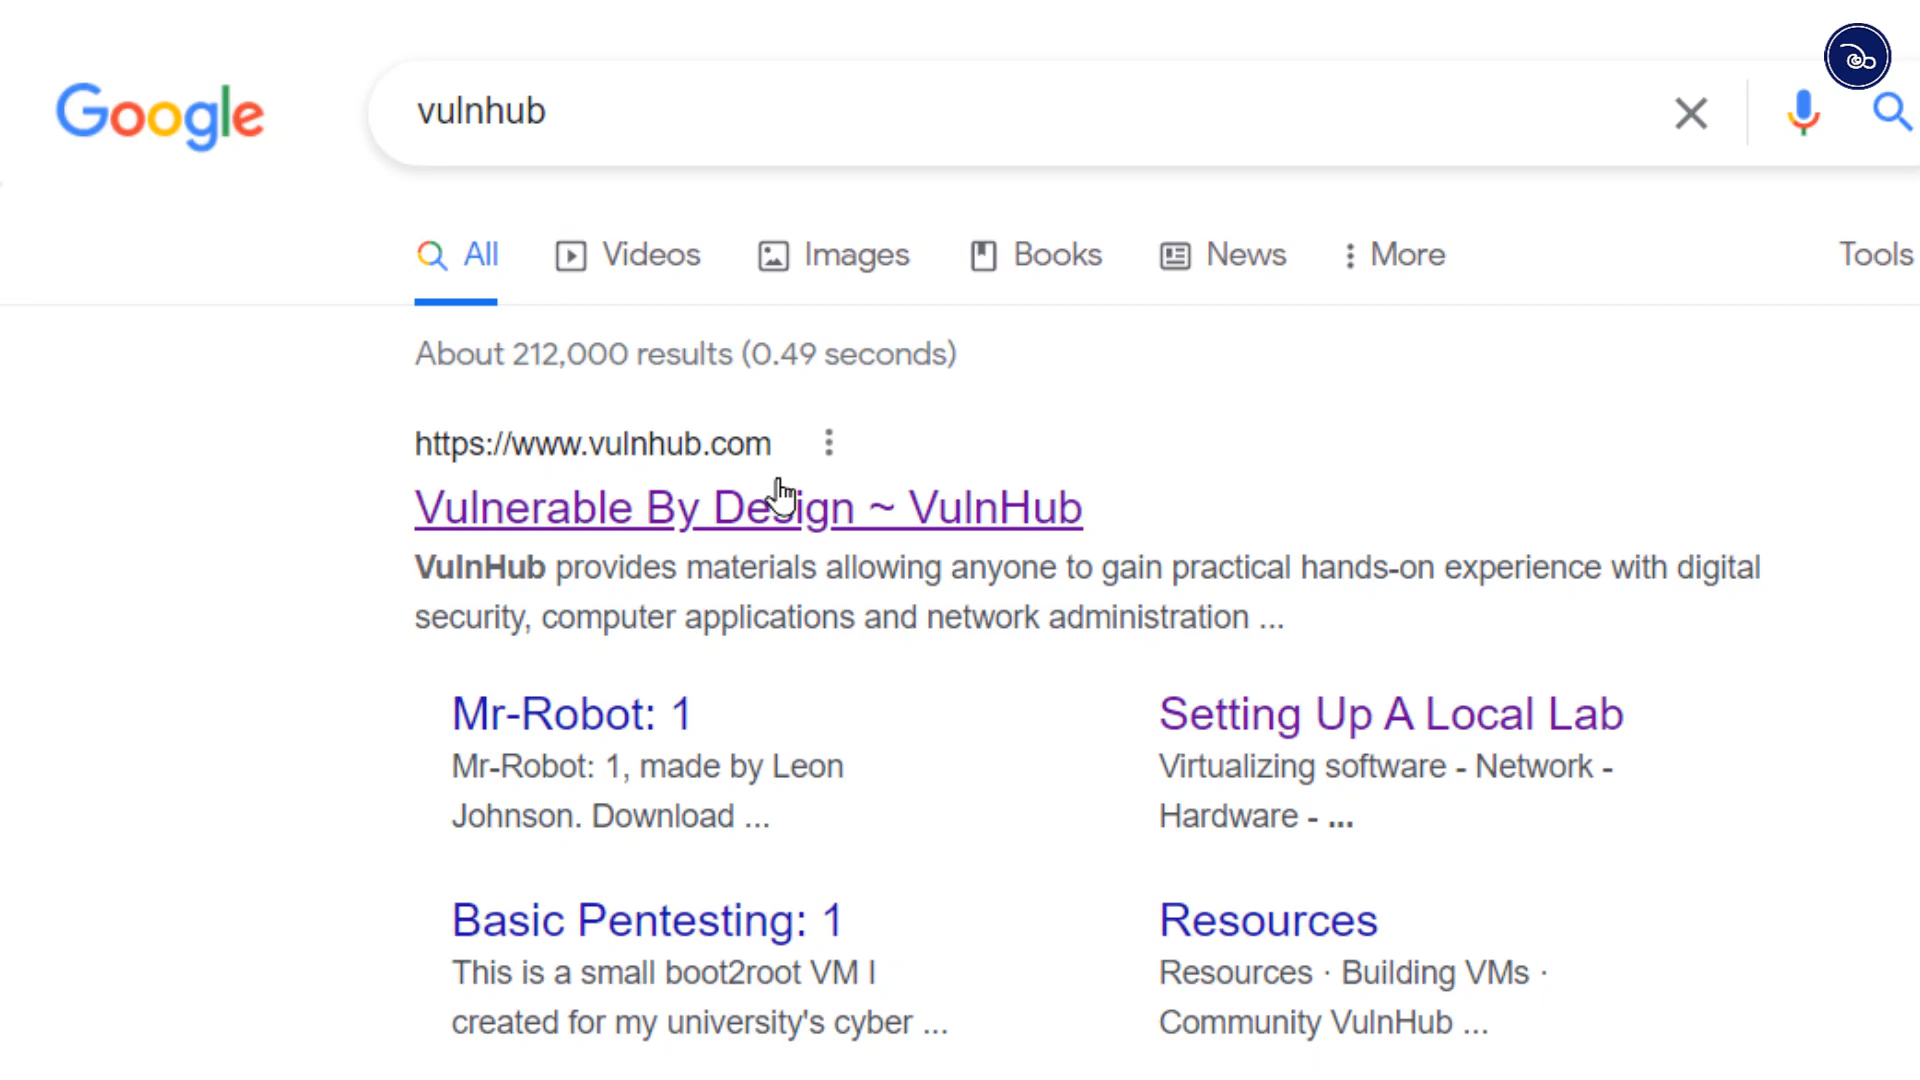 Google
vulnhub
All Videos Images Books News More Tools
About 212,000 results (0.49 seconds)
https://www.vulnhub.com
Vulnerable By Design ~ VulnHub
VulnHub provides materials allowing anyone to gain practical hands-on experience with digital
security, computer applications and network administration ...
Mr-Robot: 1
Mr-Robot: 1, made by Leon
Johnson. Download ...
Setting Up A Local Lab
Virtualizing software - Network -
Hardware - ...
Basic Pentesting: 1
This is a small boot2root VM I
created for my university's cyber ...
Resources
Resources · Building VMs ·
Community VulnHub ...